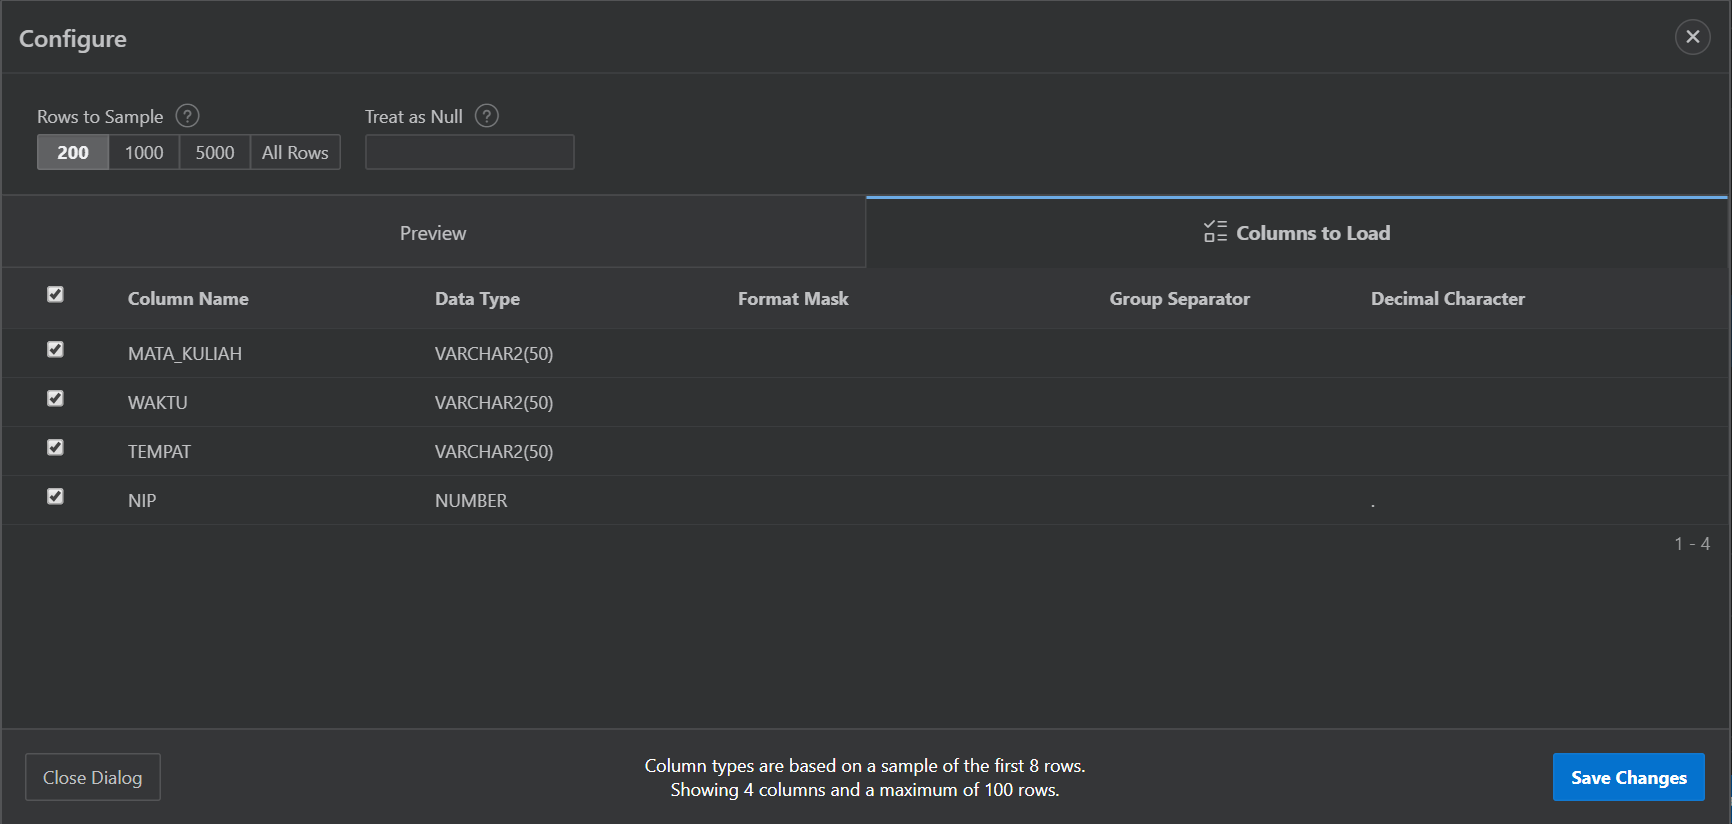 Configure
Rows to Sample ?
Treat as Null ?
200 1000 5000 All Rows
Preview
Columns to Load
Column Name Data Type Format Mask Group Separator Decimal Character
MATA_KULIAH VARCHAR2(50)
WAKTU VARCHAR2(50)
TEMPAT VARCHAR2(50)
NIP NUMBER .
1 - 4
Close Dialog
Column types are based on a sample of the first 8 rows.
Showing 4 columns and a maximum of 100 rows.
Save Changes